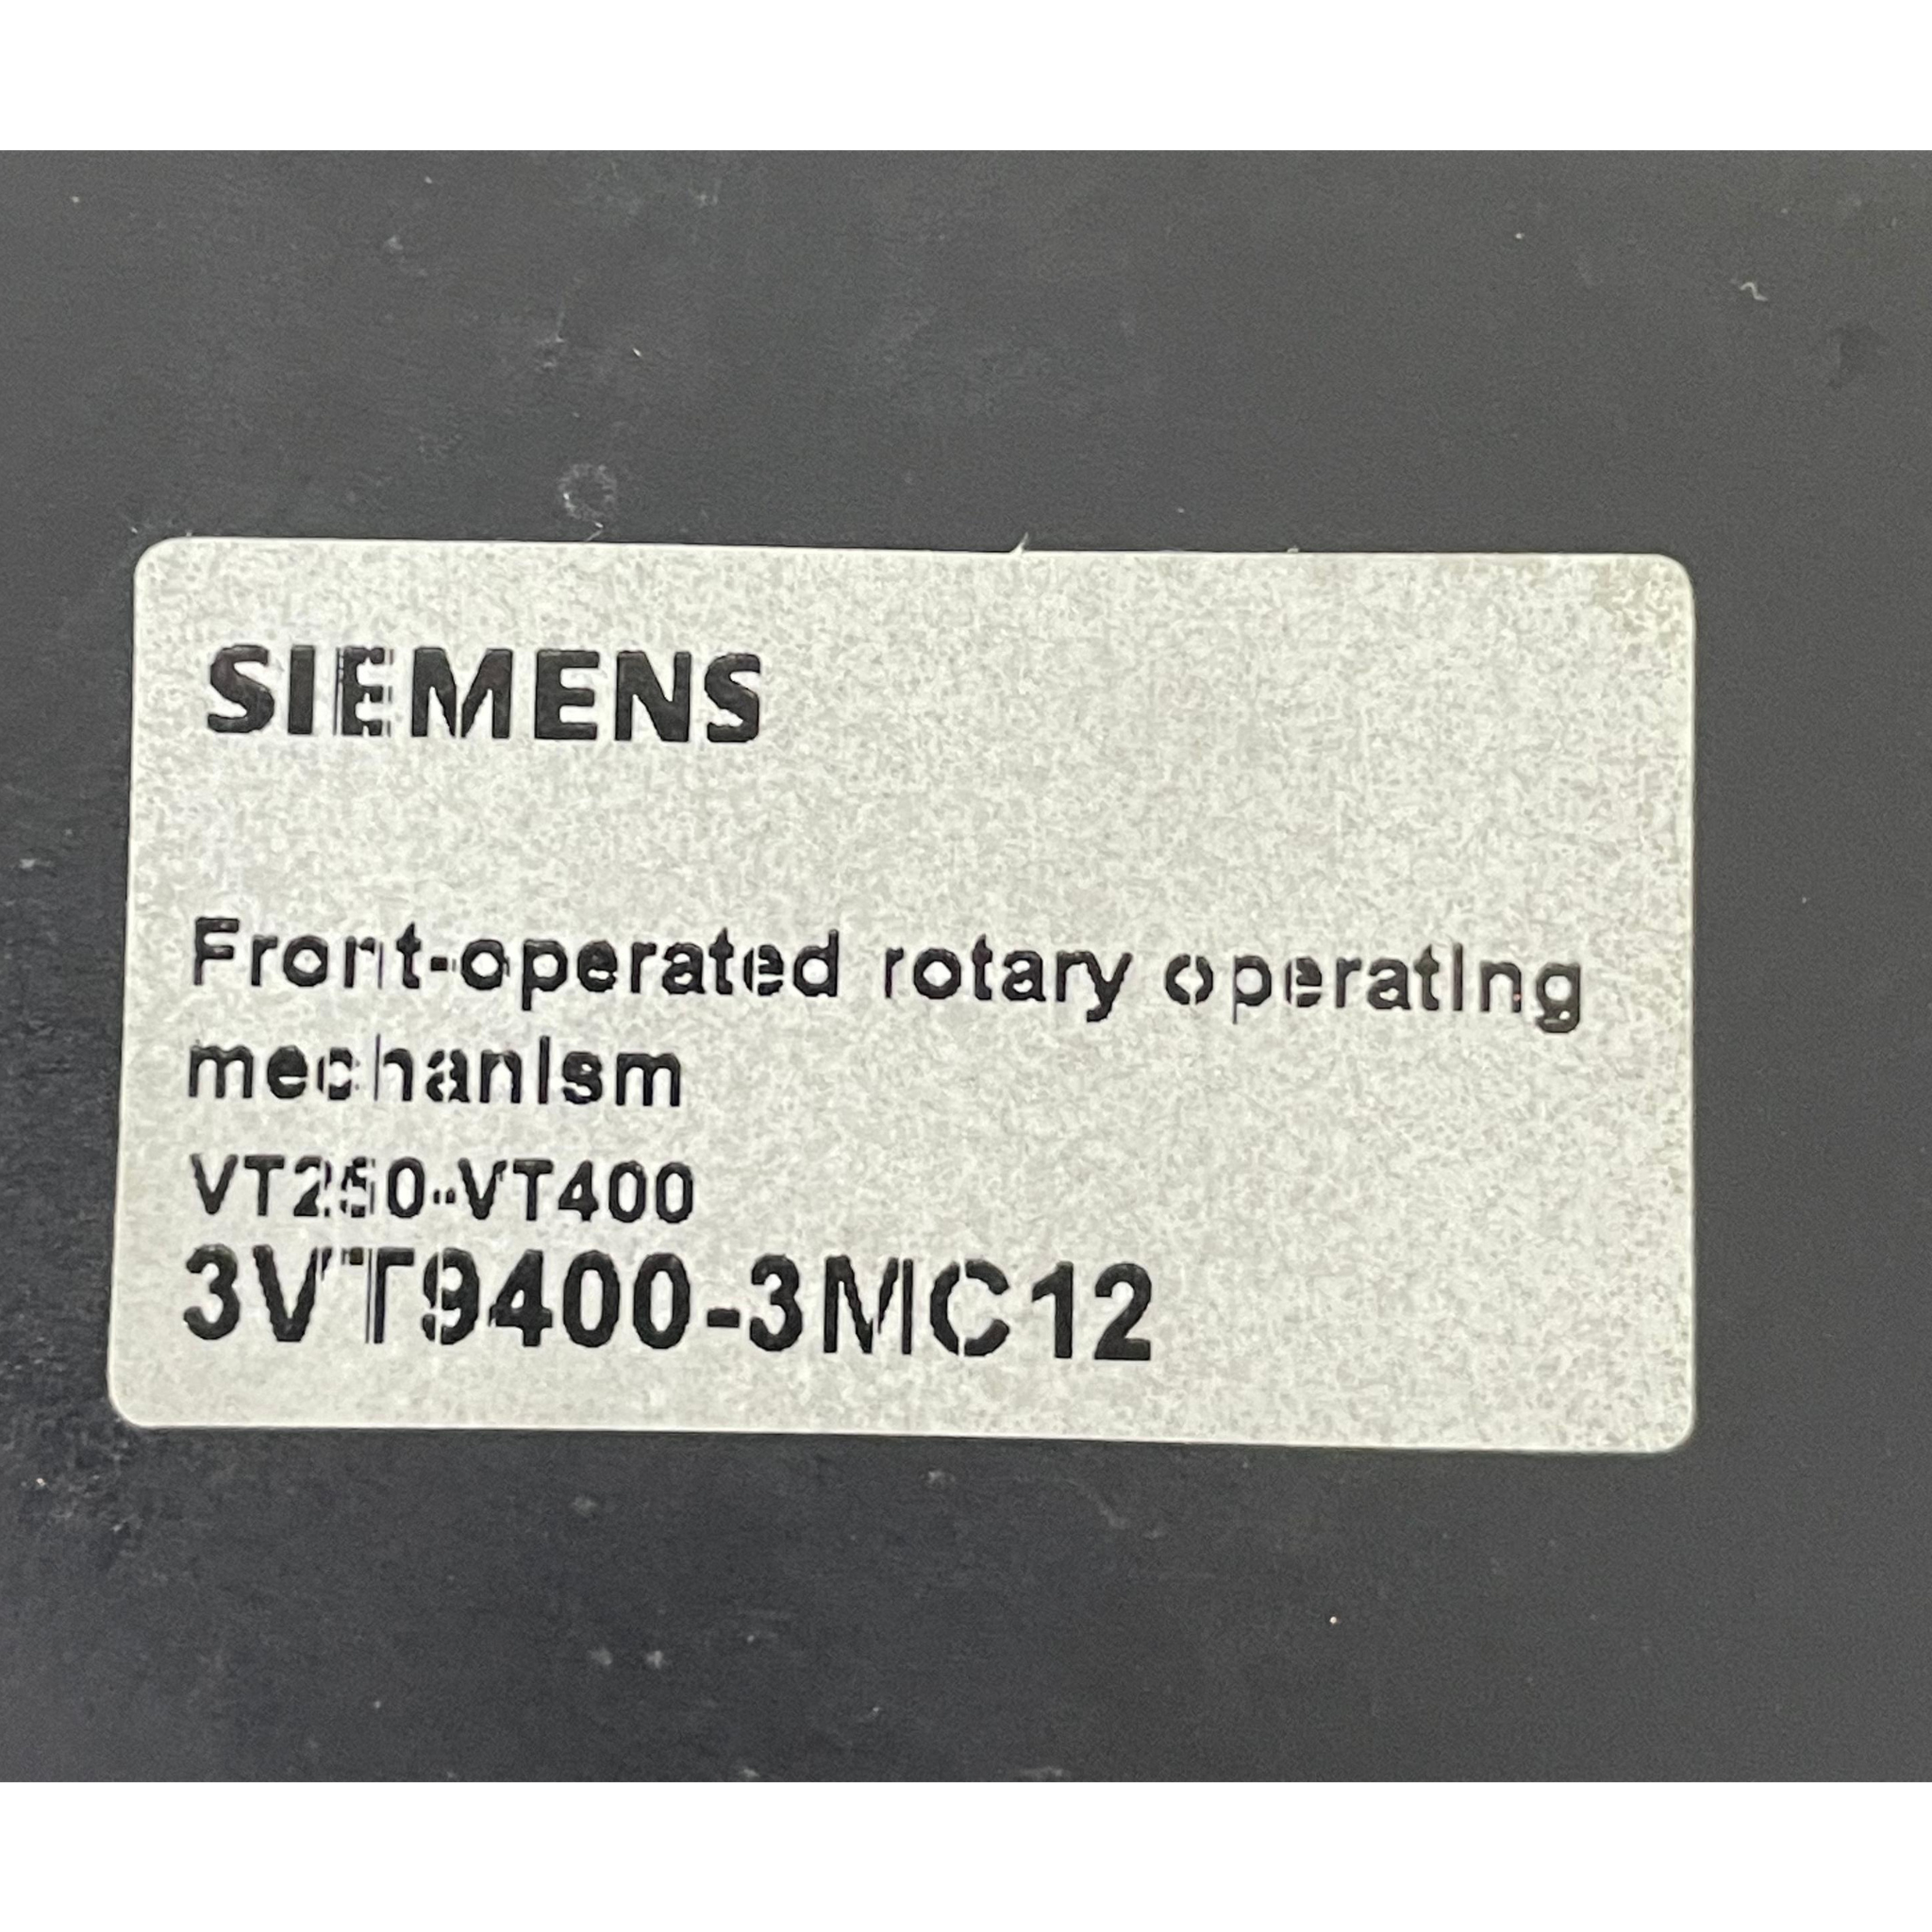 SIEMENS
Front-operated rotary operating
mechanism
VT250-VT400
3VT9400-3MC12